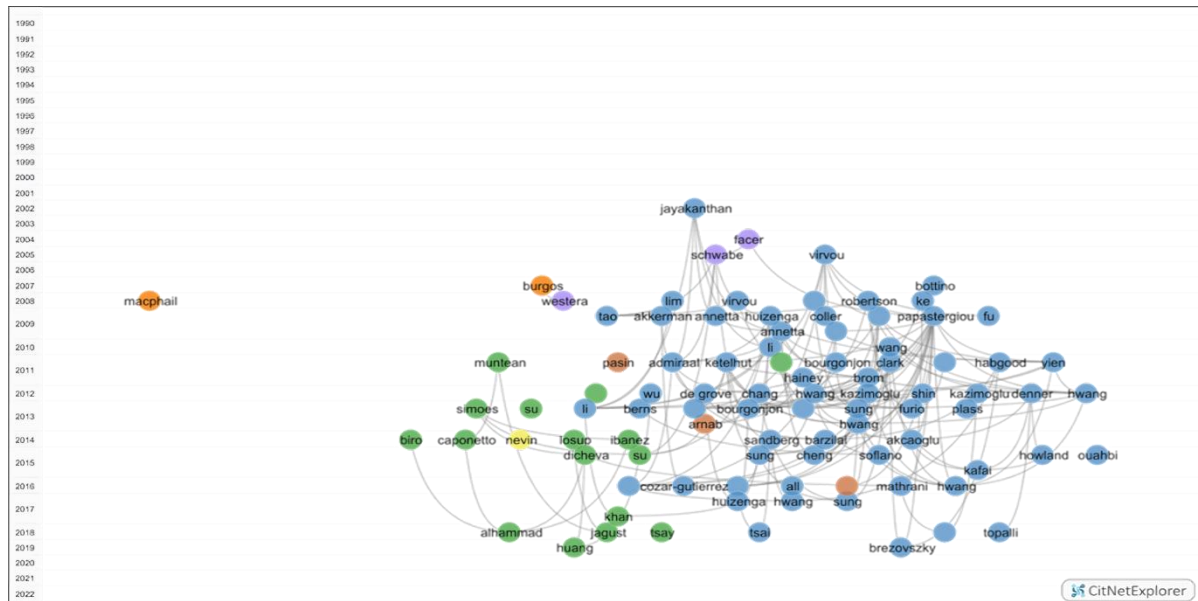 1990
1991
1992
1993
1994
1995
1996
1997
1998
1999
2000
2001
2002 jayakanthan
2003
2004 facer
2005 schwabe virvou
2006
2007 burgos bottino
2008 macphail westera lim virvou robertson ke
tao akkerman annetta huizenga coller papastergiou fu
2009 annetta
2010 li wang
2011 muntean pasin admiraal ketelhut bourgonjon clark habgood yien
hainey brom
2012 wu de grove chang hwang kazimoglu shin kazimoglu denner hwang
2013 simoes su li berns bourgonjon sung furio plass
arnab hwang
2014 biro caponetto nevin losup ibanez sandberg barzilal akcaoglu
2015 dicheva su sung cheng soflano howland ouahbi
kafai
2016 cozar-gutierrez all mathrani hwang
2017 huizenga hwang sung
khan
2018 alhammad jagust tsay tsai topalli
2019 huang brezovszky
2020
2021
2022
CitNetExplorer